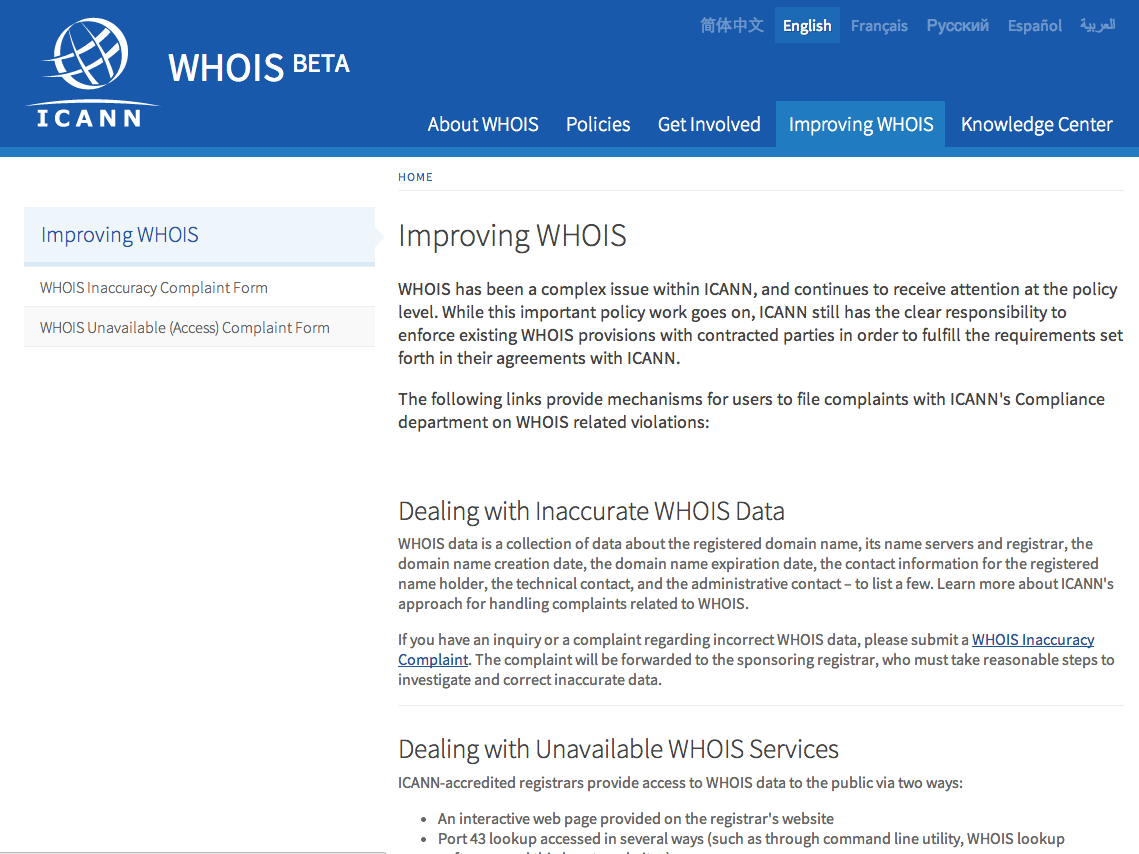 简体中文 English Français Русский Español العربية
WHOIS BETA
ICANN
About WHOIS Policies Get Involved Improving WHOIS Knowledge Center
HOME
Improving WHOIS
WHOIS Inaccuracy Complaint Form
WHOIS Unavailable (Access) Complaint Form
Improving WHOIS
WHOIS has been a complex issue within ICANN, and continues to receive attention at the policy
level. While this important policy work goes on, ICANN still has the clear responsibility to
enforce existing WHOIS provisions with contracted parties in order to fulfill the requirements set
forth in their agreements with ICANN.
The following links provide mechanisms for users to file complaints with ICANN's Compliance
department on WHOIS related violations:
Dealing with Inaccurate WHOIS Data
WHOIS data is a collection of data about the registered domain name, its name servers and registrar, the
domain name creation date, the domain name expiration date, the contact information for the registered
name holder, the technical contact, and the administrative contact – to list a few. Learn more about ICANN's
approach for handling complaints related to WHOIS.
If you have an inquiry or a complaint regarding incorrect WHOIS data, please submit a WHOIS Inaccuracy
Complaint. The complaint will be forwarded to the sponsoring registrar, who must take reasonable steps to
investigate and correct inaccurate data.
Dealing with Unavailable WHOIS Services
ICANN-accredited registrars provide access to WHOIS data to the public via two ways:
• An interactive web page provided on the registrar's website
• Port 43 lookup accessed in several ways (such as through command line utility, WHOIS lookup